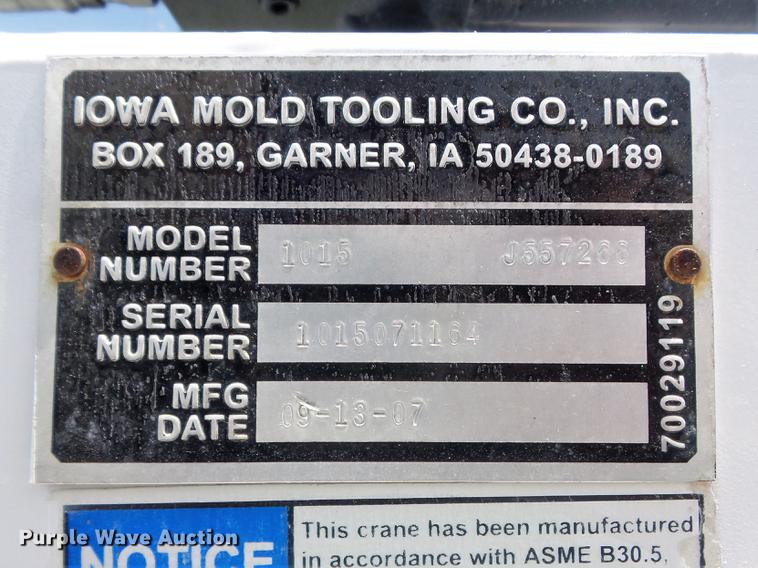 IOWA MOLD TOOLING CO., INC.
BOX 189, GARNER, IA 50438-0189
MODEL NUMBER 1015 J557266
SERIAL NUMBER 1015071164
MFG DATE 09-13-07
70029119
NOTICE
This crane has been manufactured
in accordance with ASME B30.5,
Purple Wave Auction